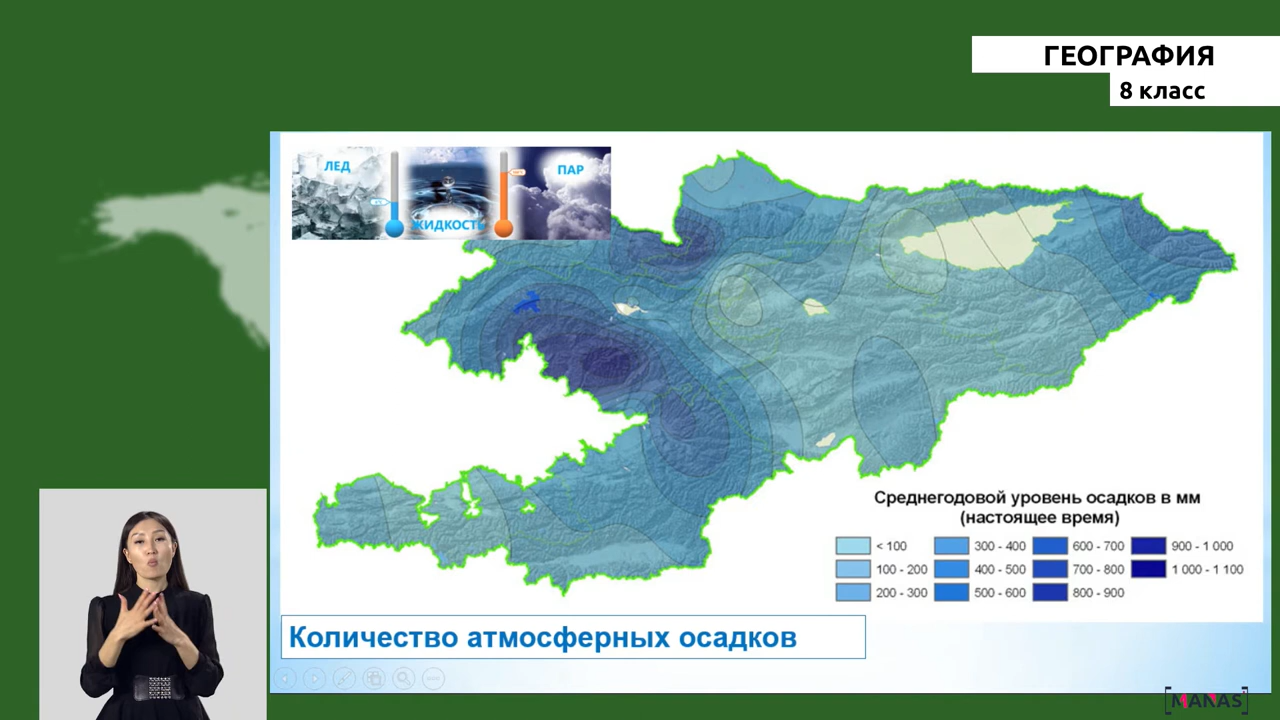 ГЕОГРАФИЯ
8 класс
ЛЕД
ЖИДКОСТЬ
ПАР
Среднегодовой уровень осадков в мм
(настоящее время)
< 100
300 - 400
600 - 700
900 - 1 000
100 - 200
400 - 500
700 - 800
1 000 - 1 100
200 - 300
500 - 600
800 - 900
Количество атмосферных осадков
MANAS